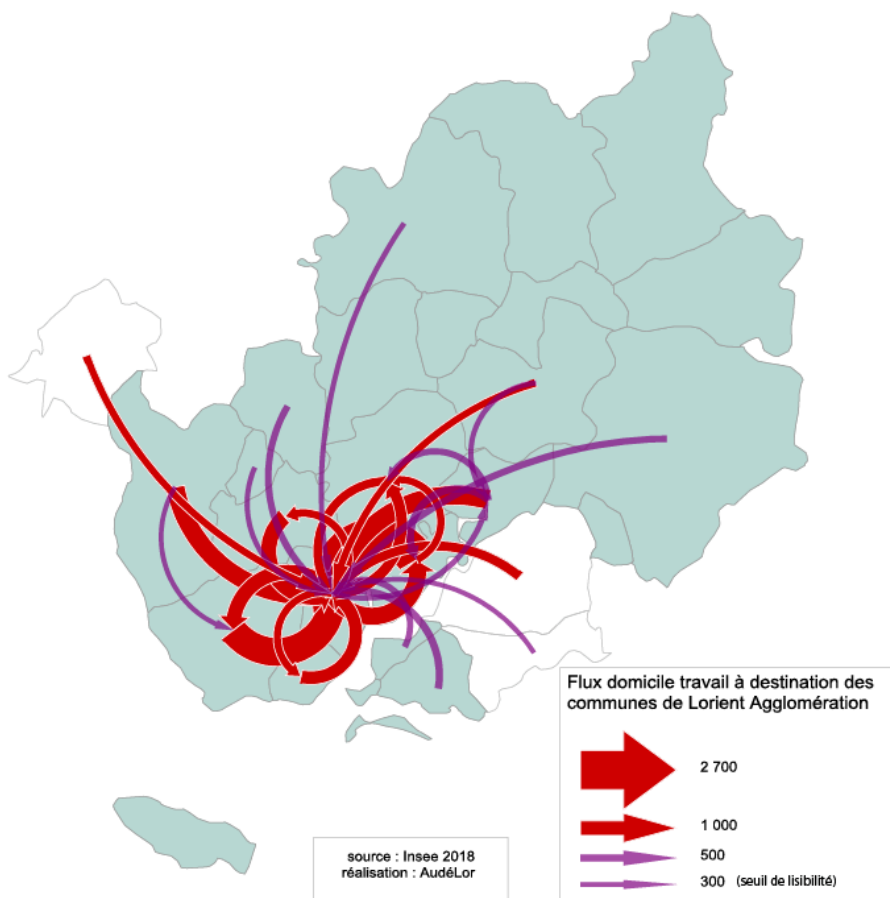 Flux domicile travail à destination des
communes de Lorient Agglomération
2 700
1 000
500
300 (seuil de lisibilité)
source : Insee 2018
réalisation : AudéLor